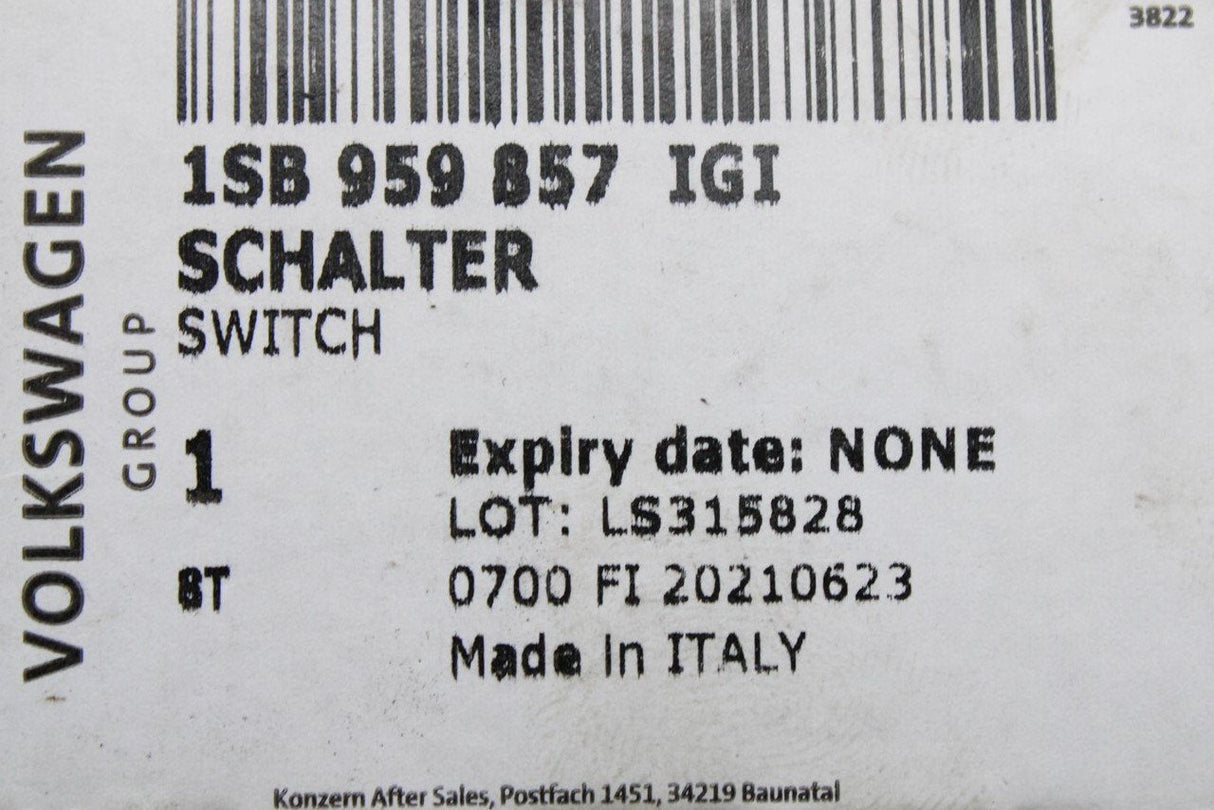 3822
VOLKSWAGEN
GROUP
1SB 959 857 IGI
SCHALTER
SWITCH
1
Expiry date: NONE
LOT: LS315828
ST
0700 FI 20210623
Made in ITALY
Konzern After Sales, Postfach 1451, 34219 Baunatal